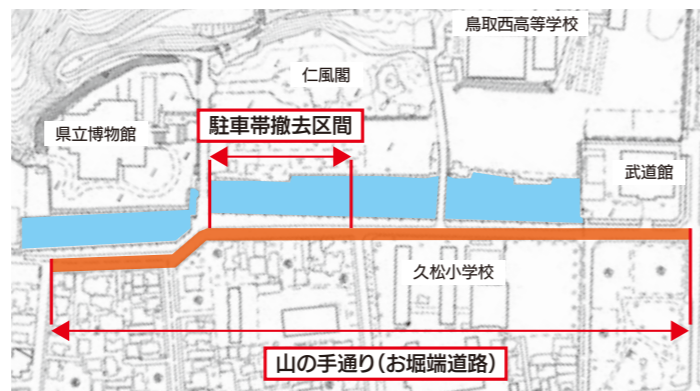 鳥取西高等学校
仁風閣
駐車帯撤去区間
県立博物館
武道館
久松小学校
山の手通り（お堀端道路）